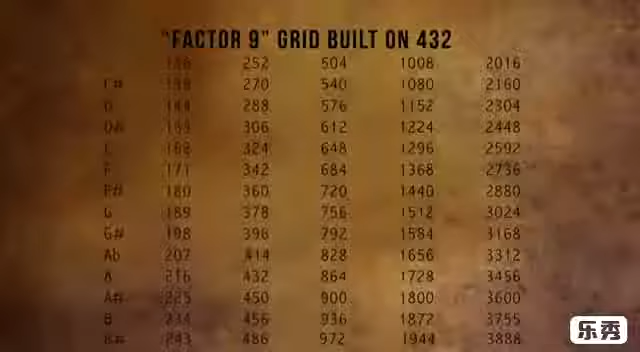 "FACTOR 9" GRID BUILT ON 432
252 504 1008 2016
C# 270 540 1080 2160
D 144 288 576 1152 2304
D# 306 612 1224 2448
324 648 1296 2592
F 171 342 684 1368 2736
F# 180 360 720 1440 2880
G 189 378 756 1512 3024
G# 198 396 792 1584 3168
Ab 207 414 828 1656 3312
A 216 432 864 1728 3456
A# 225 450 900 1800 3600
B 234 456 936 1872 3755
B# 243 486 972 1944 3888
乐秀